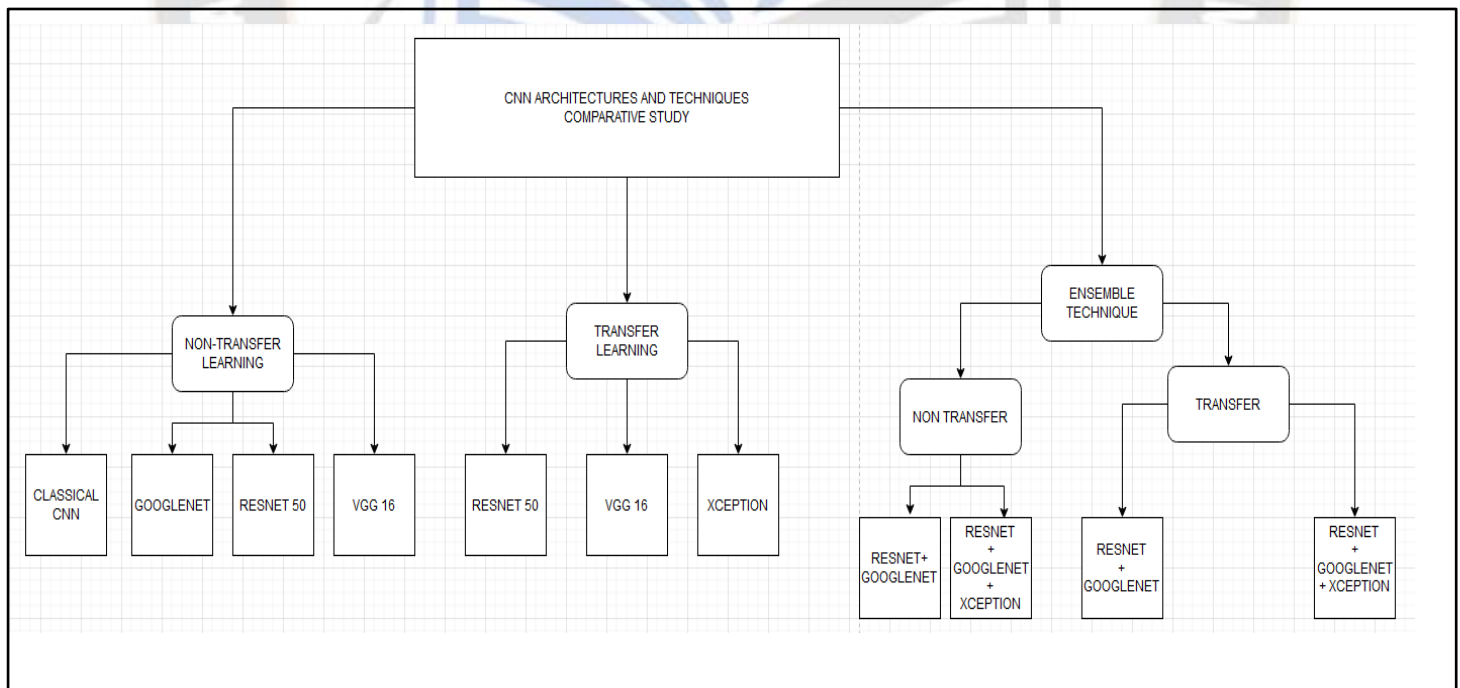 CNN ARCHITECTURES AND TECHNIQUES
COMPARATIVE STUDY
NON-TRANSFER
LEARNING
CLASSICAL
CNN
GOOGLENET
RESNET 50
VGG 16
TRANSFER
LEARNING
RESNET 50
VGG 16
XCEPTION
ENSEMBLE
TECHNIQUE
NON TRANSFER
RESNET+
GOOGLENET
RESNET
+
GOOGLENET
+
XCEPTION
TRANSFER
RESNET
+
GOOGLENET
RESNET
+
GOOGLENET
+ XCEPTION